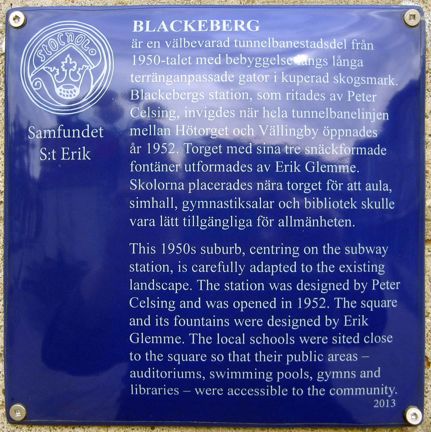 STOCHOLO
Samfundet
S:t Erik
BLACKEBERG
är en välbevarad tunnelbanestadsdel från
1950-talet med bebyggelse längs långa
terränganpassade gator i kuperad skogsmark.
Blackebergs station, som ritades av Peter
Celsing, invigdes när hela tunnelbanelinjen
mellan Hötorget och Vällingby öppnades
år 1952. Torget med sina tre snäckformade
fontäner utformades av Erik Glemme.
Skolorna placerades nära torget för att aula,
simhall, gymnastiksalar och bibliotek skulle
vara lätt tillgängliga för allmänheten.
This 1950s suburb, centring on the subway
station, is carefully adapted to the existing
landscape. The station was designed by Peter
Celsing and was opened in 1952. The square
and its fountains were designed by Erik
Glemme. The local schools were sited close
to the square so that their public areas –
auditoriums, swimming pools, gymns and
libraries – were accessible to the community.
2013